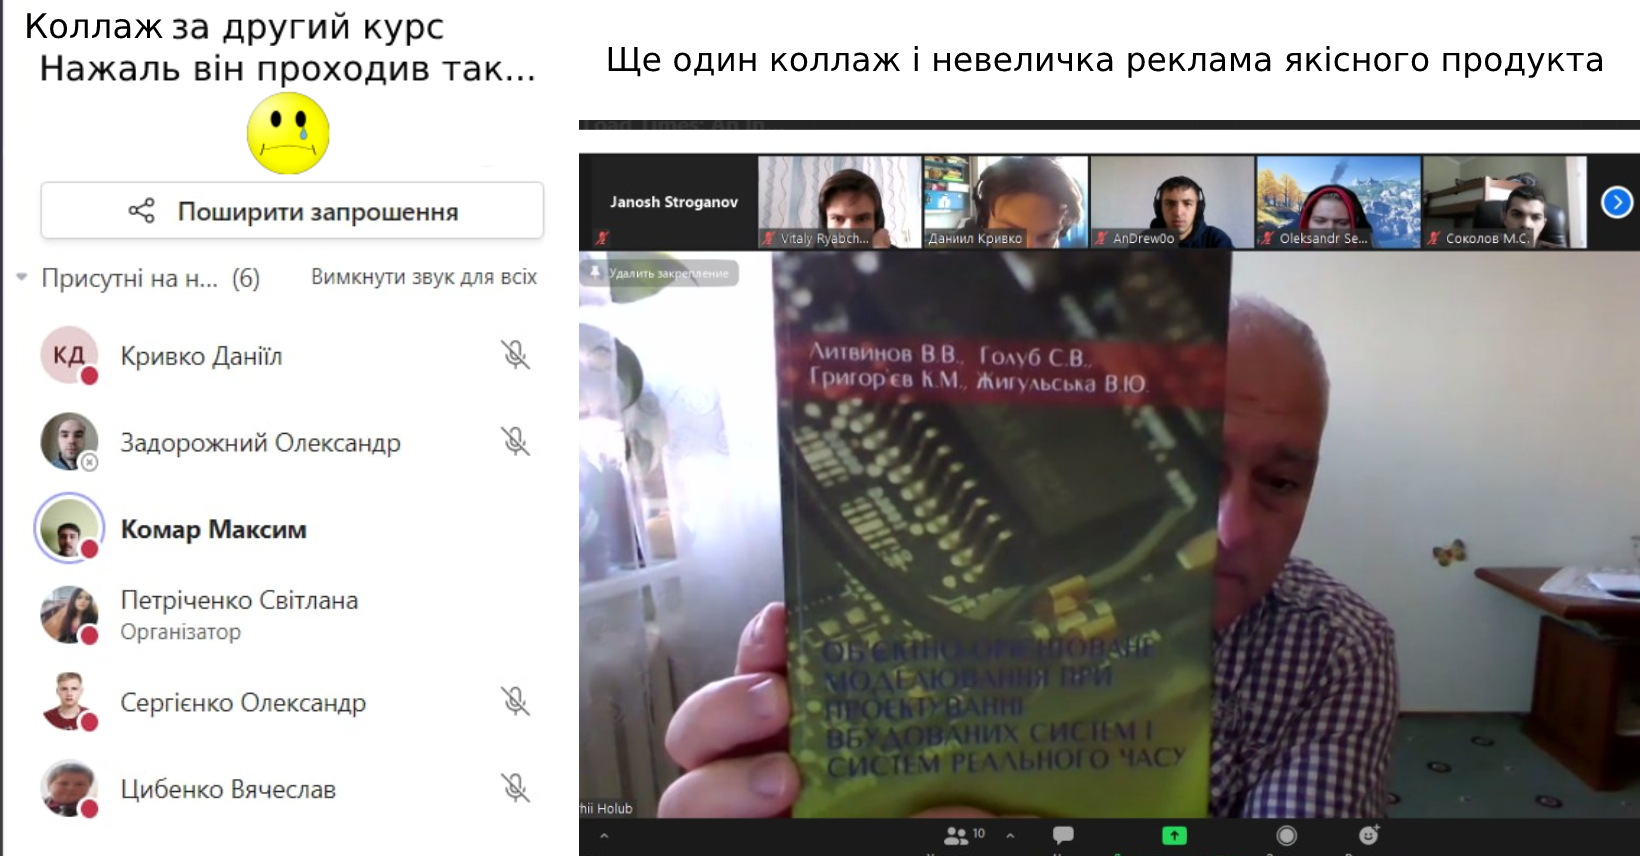 Коллаж за другий курс
Нажаль він проходив так...
Поширити запрошення
Присутні на н... (6) Вимкнути звук для всіх
КД
Кривко Данііл
Задорожний Олександр
Комар Максим
Петріченко Світлана
Організатор
Сергієнко Олександр
Цибенко Вячеслав
Ще один коллаж і невеличка реклама якісного продукта
Janosh Stroganov
Vitaly Ryabch...
Даниил Кривко
AnDrew0o
Oleksandr Se...
Соколов М.С.
Удалить закрепление
Литвинов В.В., Голуб С.В.,
Григор'єв К.М., Жигульська В.Ю.
ОБ'ЄКТНО-ОРІЄНТОВАНЕ
МОДЕЛЮВАННЯ ПРИ
ПРОЕКТУВАННІ
ВБУДОВАНИХ СИСТЕМ І
СИСТЕМ РЕАЛЬНОГО ЧАСУ
hii Holub
10